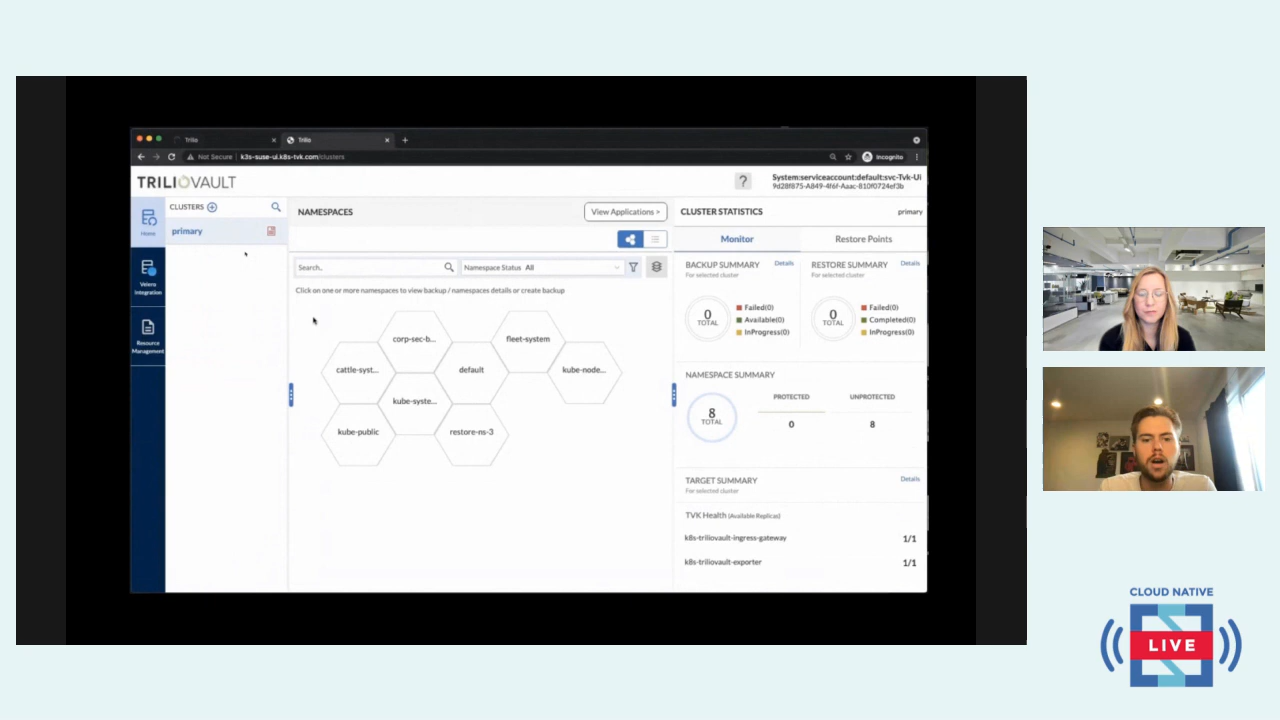 Trilio
Trilio
Not Secure | k3s-suse-ui.k8s-tvk.com/clusters
Incognito
TRILIOVAULT
?
System:serviceaccount:default:svc-Tvk-Ui
9d28f875-A849-4f6f-Aaac-810f0724ef3b
Home
Velero
Integration
Resource
Management
CLUSTERS
primary
NAMESPACES
View Applications >
Search..
Namespace Status All
Click on one or more namespaces to view backup / namespaces details or create backup
corp-sec-b...
fleet-system
cattle-syst...
default
kube-node...
kube-syste...
kube-public
restore-ns-3
CLUSTER STATISTICS
primary
Monitor
Restore Points
BACKUP SUMMARY
Details
For selected cluster
0
TOTAL
Failed(0)
Available(0)
InProgress(0)
RESTORE SUMMARY
Details
For selected cluster
0
TOTAL
Failed(0)
Completed(0)
InProgress(0)
NAMESPACE SUMMARY
8
TOTAL
PROTECTED
UNPROTECTED
0
8
TARGET SUMMARY
Details
For selected cluster
TVK Health (Available Replicas)
k8s-triliovault-ingress-gateway
1/1
k8s-triliovault-exporter
1/1
CLOUD NATIVE
LIVE